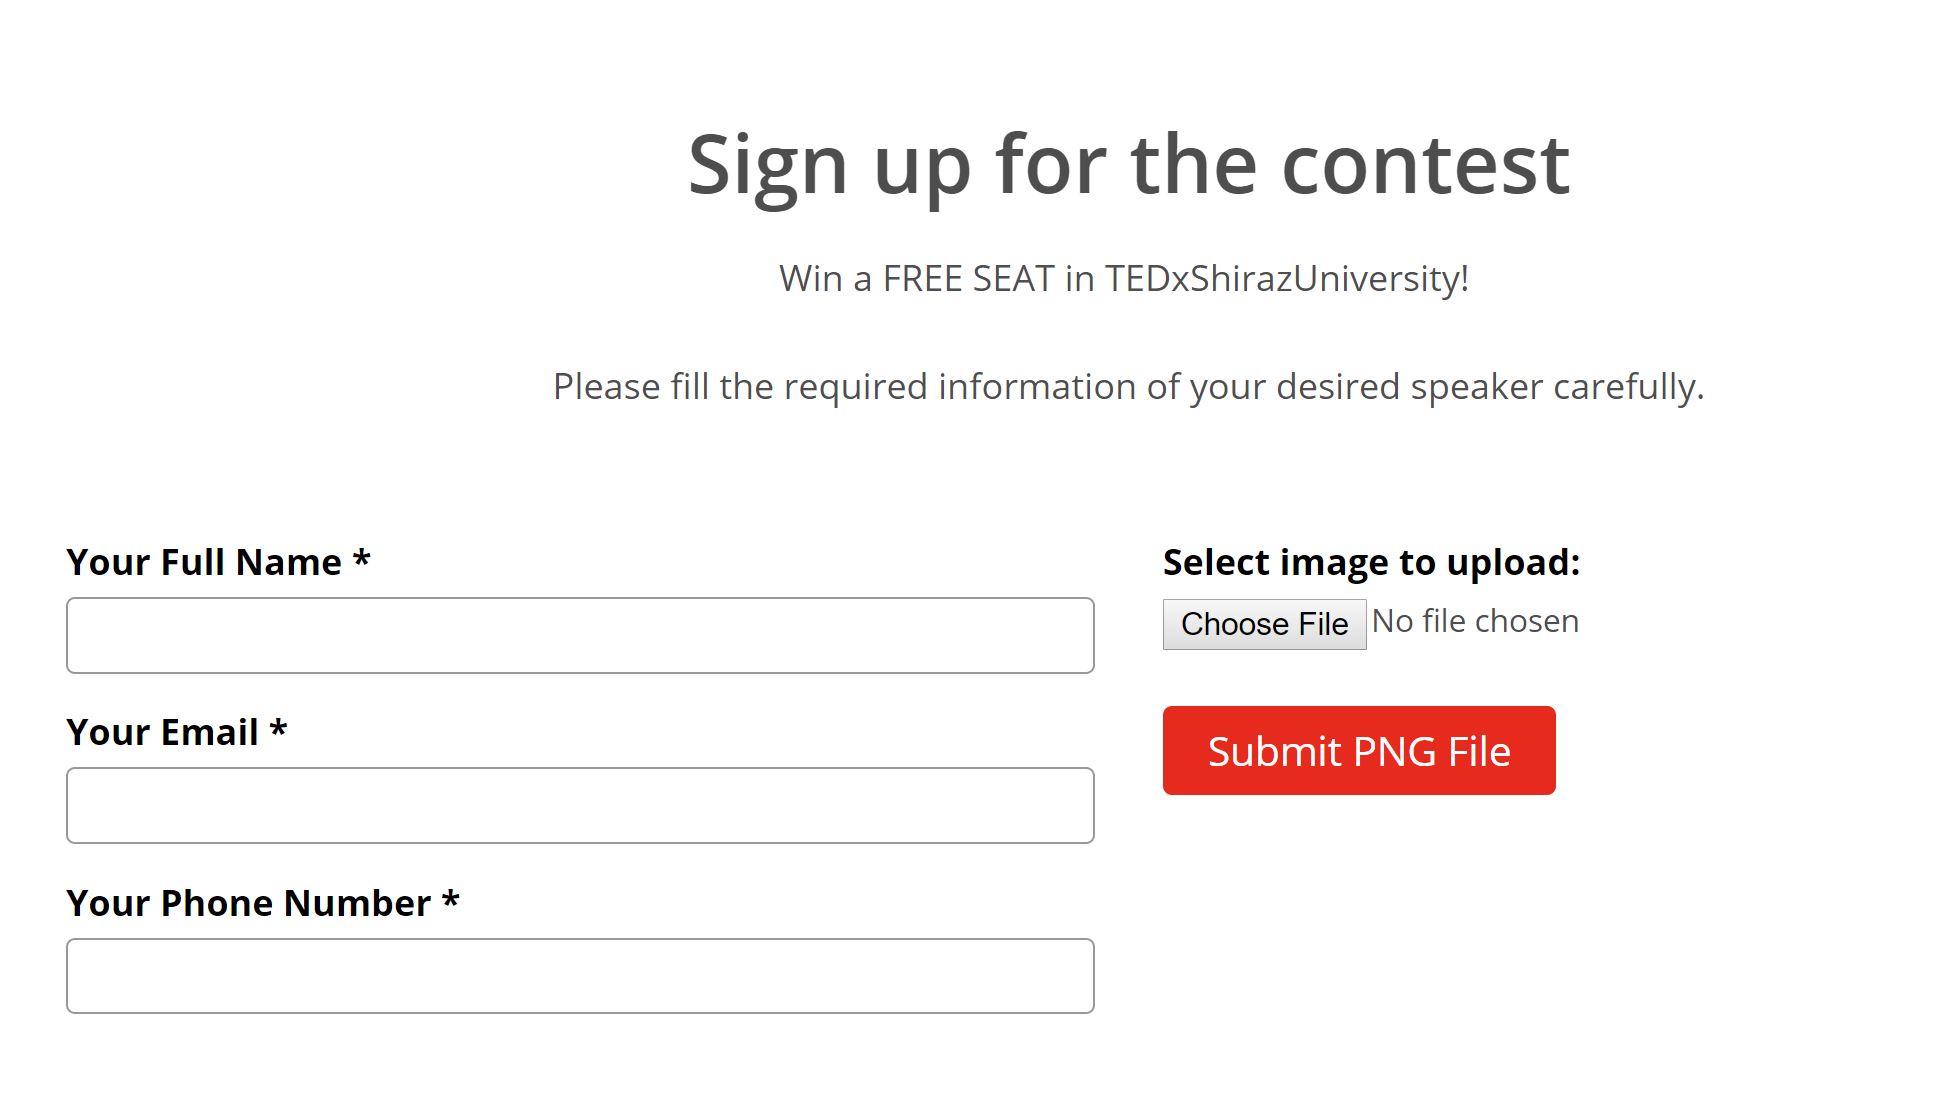 Sign up for the contest
Win a FREE SEAT in TEDxShirazUniversity!
Please fill the required information of your desired speaker carefully.
Your Full Name *
Your Email *
Your Phone Number *
Select image to upload:
Choose File No file chosen
Submit PNG File